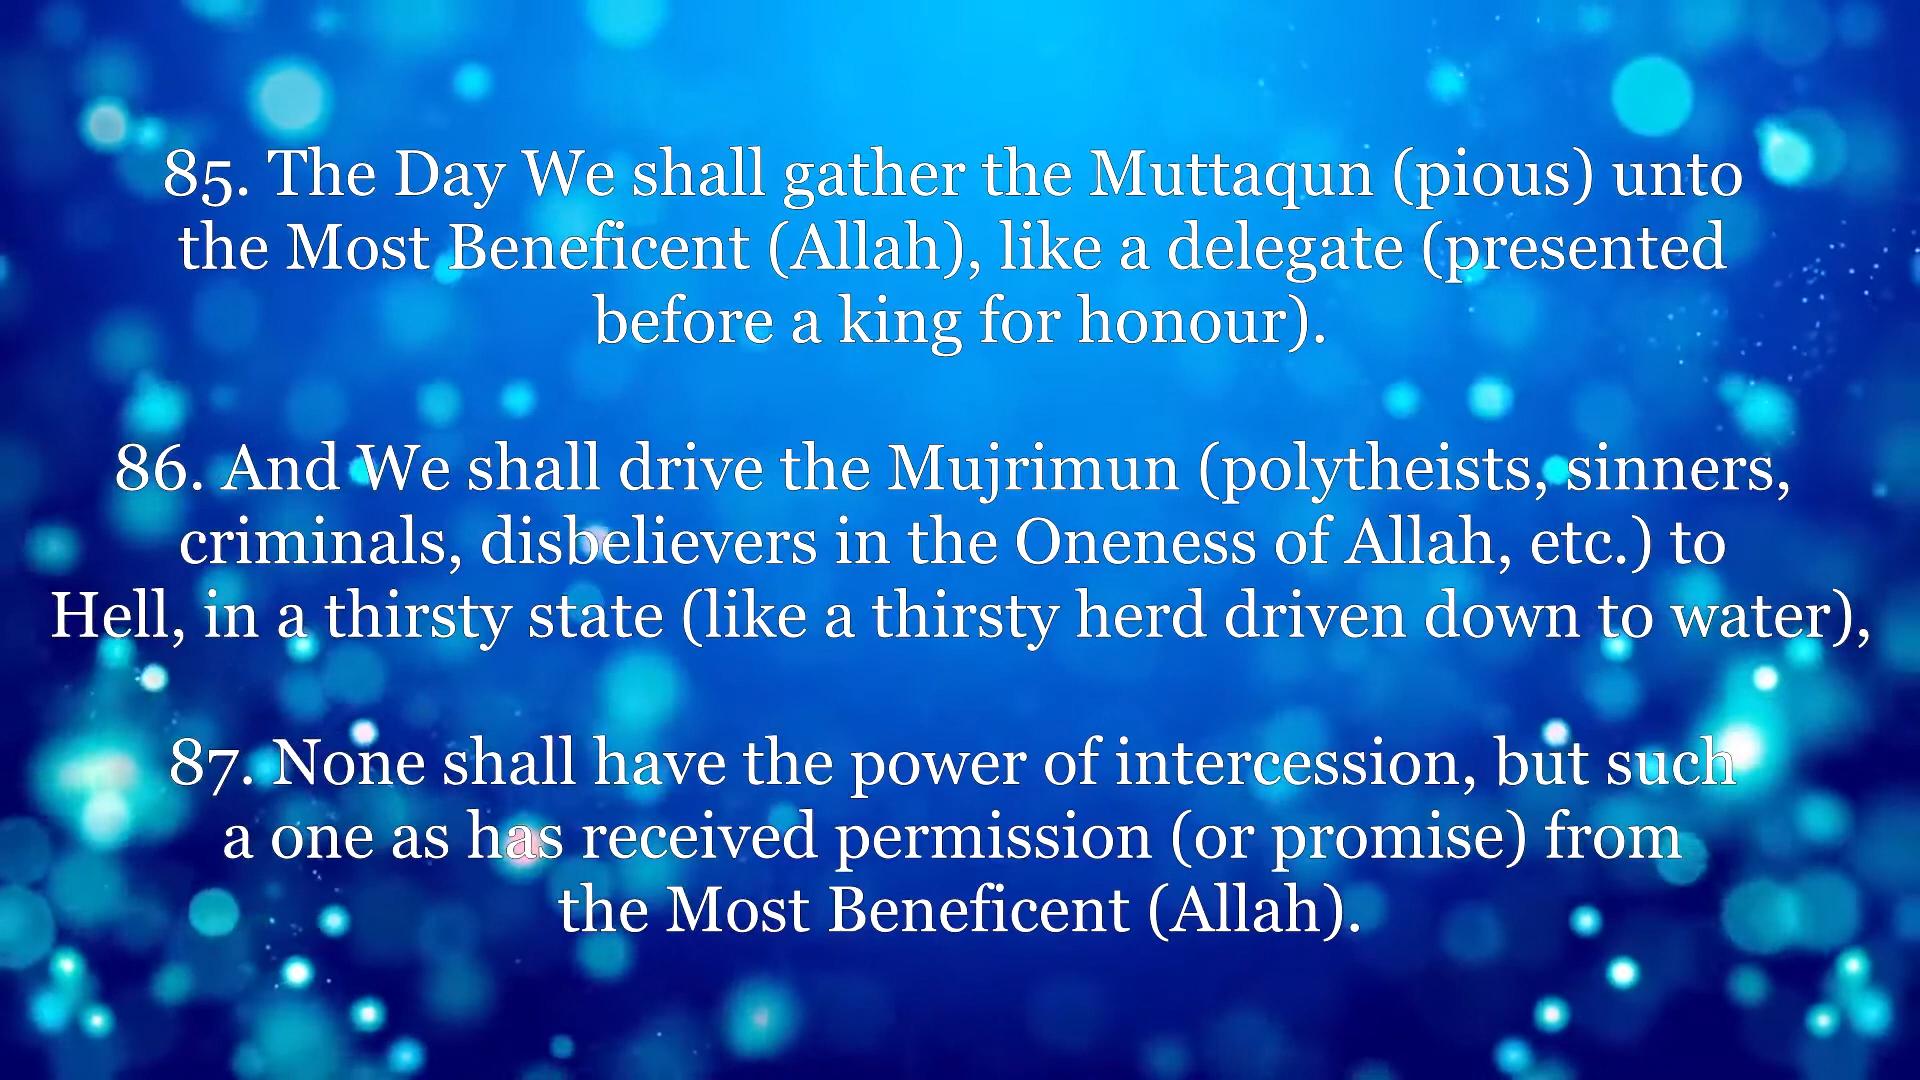 85. The Day We shall gather the Muttaqun (pious) unto
the Most Beneficent (Allah), like a delegate (presented
before a king for honour).
86. And We shall drive the Mujrimun (polytheists, sinners,
criminals, disbelievers in the Oneness of Allah, etc.) to
Hell, in a thirsty state (like a thirsty herd driven down to water),
87. None shall have the power of intercession, but such
a one as has received permission (or promise) from
the Most Beneficent (Allah).